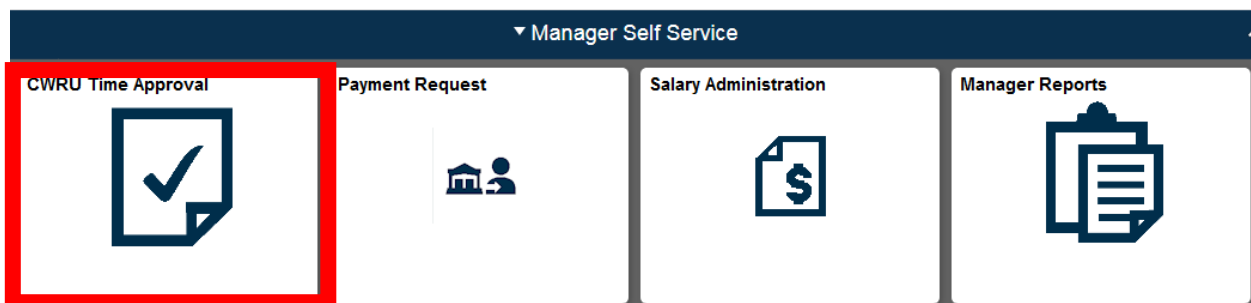 Manager Self Service
CWRU Time Approval
Payment Request
Salary Administration
Manager Reports